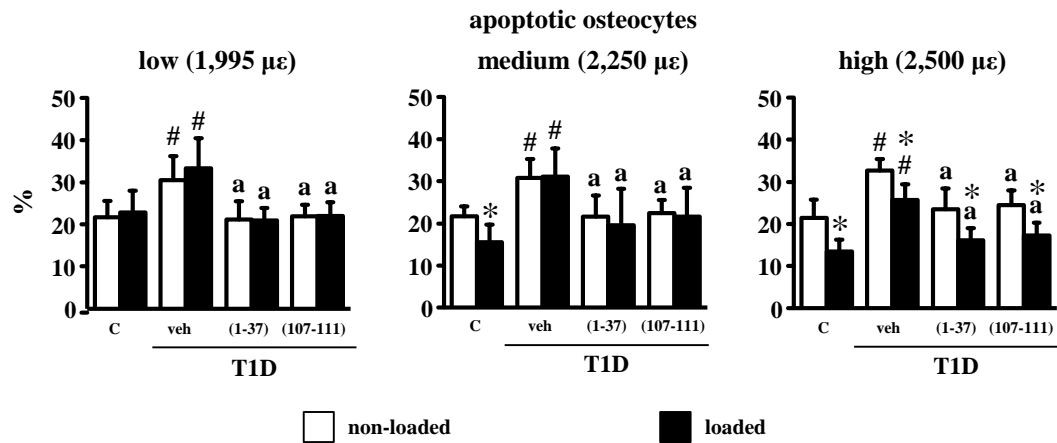 apoptotic osteocytes
low (1,995 με)
medium (2,250 με)
high (2,500 με)
%
50
40
30
20
10
0
# #
a a
a a
C veh (1-37) (107-111)
T1D
50
40
30
20
10
0
*
# #
a a
a a
C veh (1-37) (107-111)
T1D
50
40
30
20
10
0
*
# * #
a * a
a * a
C veh (1-37) (107-111)
T1D
non-loaded
loaded